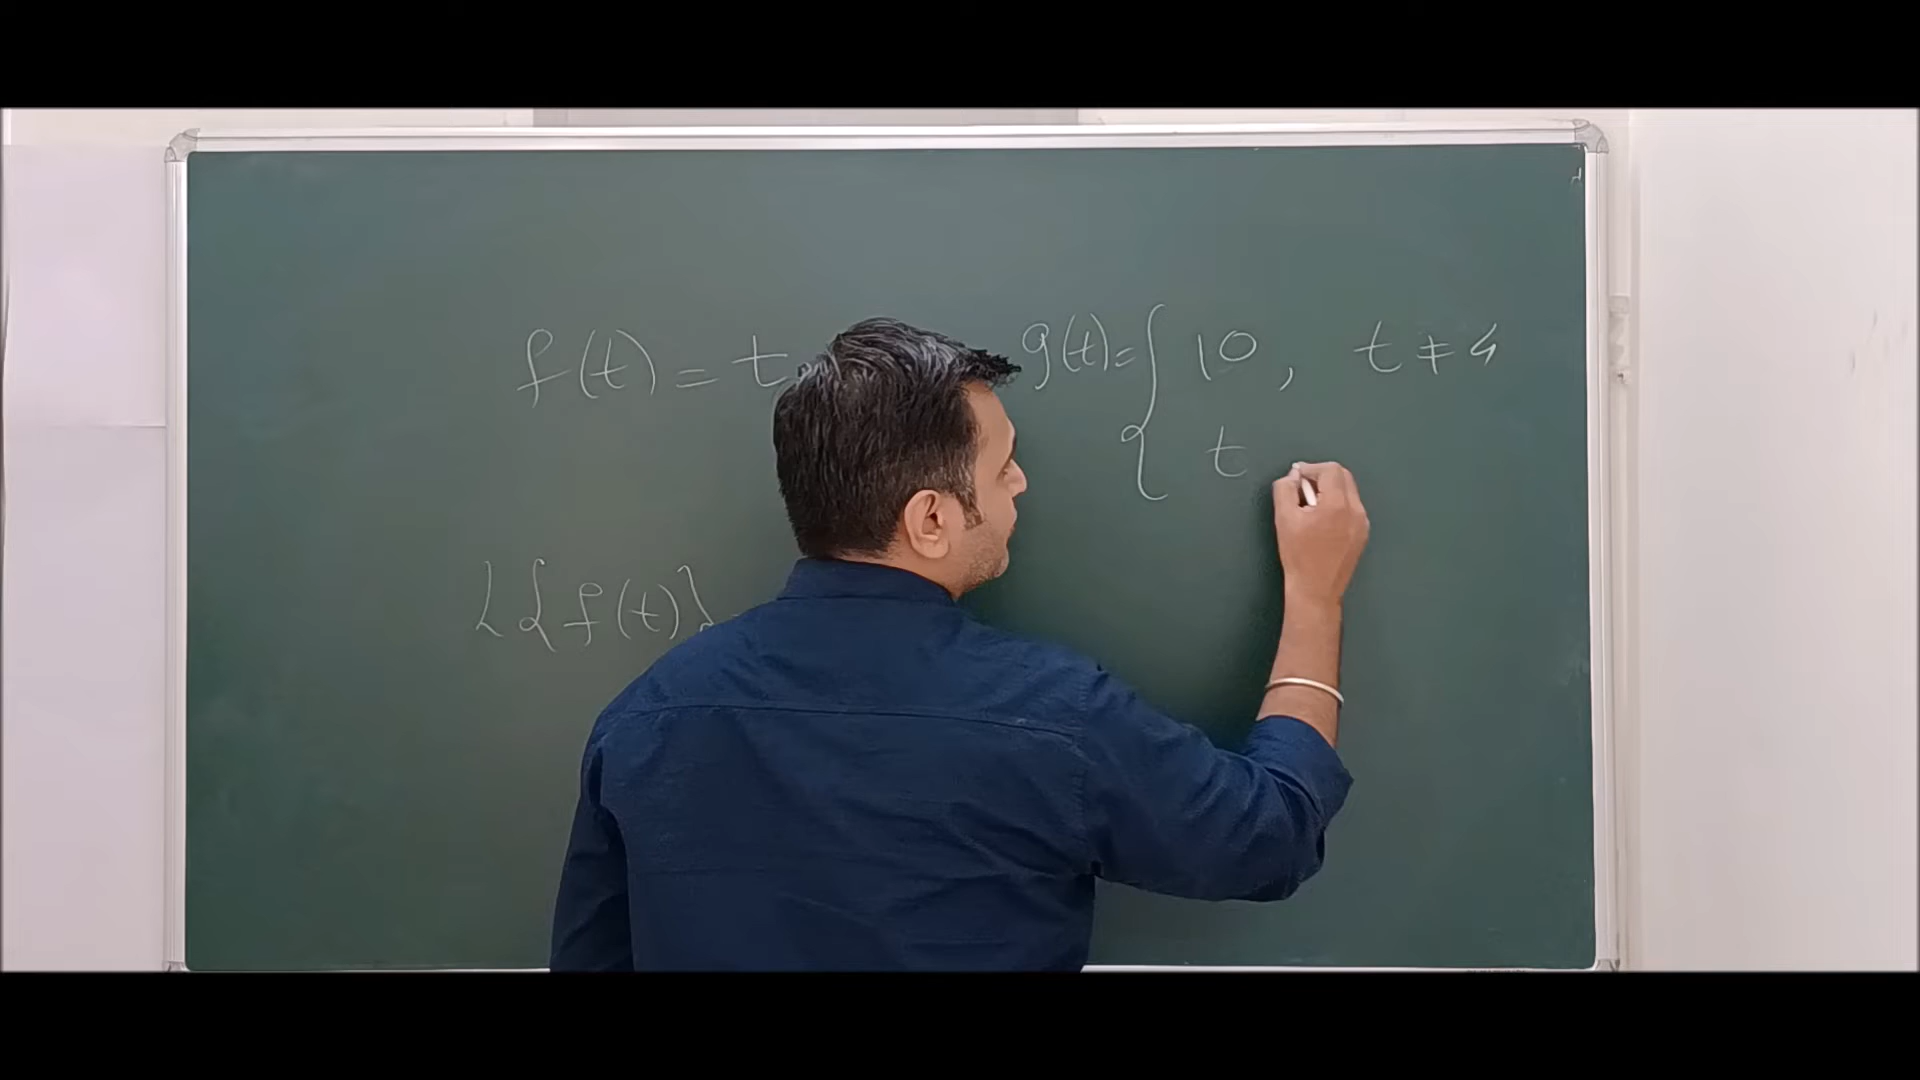 f(t) = t g(t) = { 10 , t ≠ 4
t
L{f(t)}